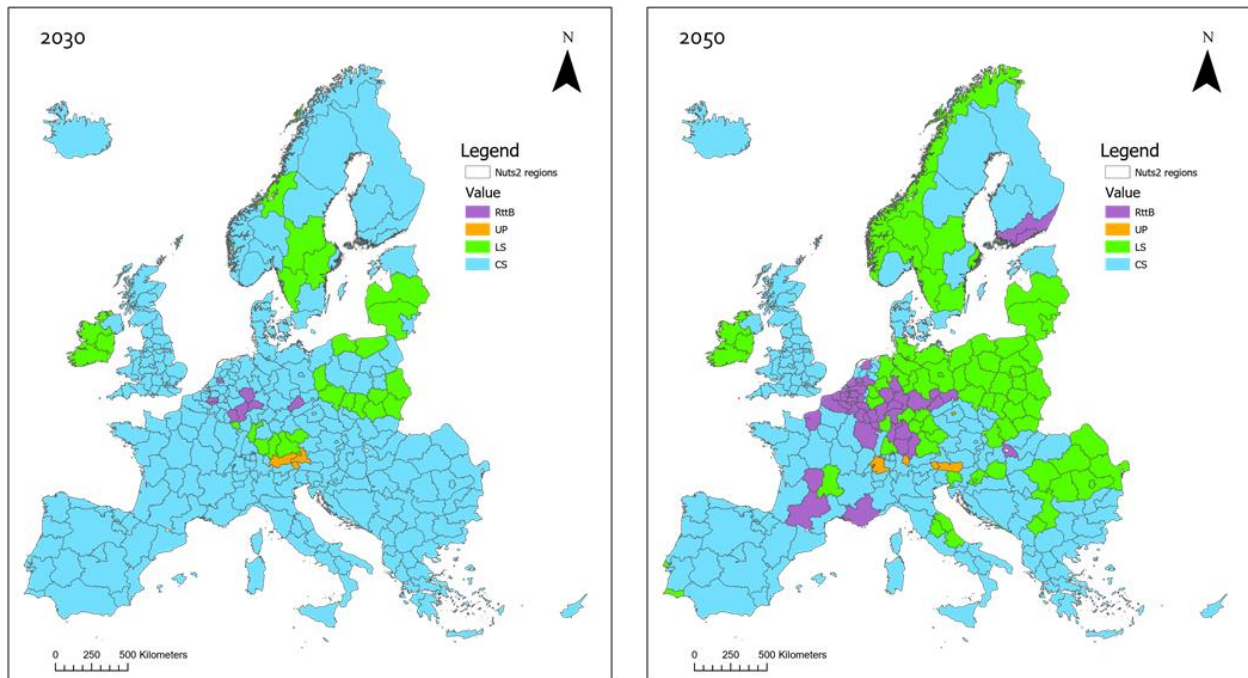 2030
N
Legend
Nuts2 regions
Value
RttB
UP
LS
CS
0 250 500 Kilometers
2050
N
Legend
Nuts2 regions
Value
RttB
UP
LS
CS
0 250 500 Kilometers